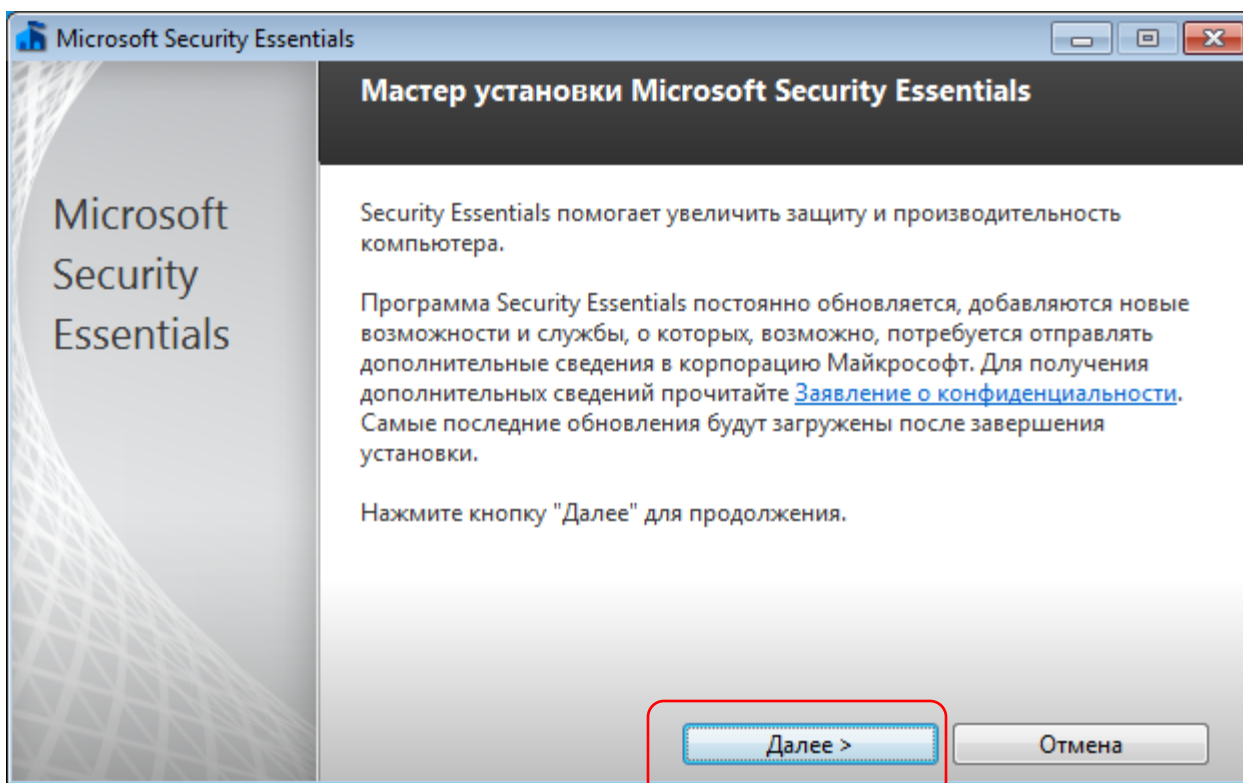 Microsoft Security Essentials
Мастер установки Microsoft Security Essentials
Microsoft
Security
Essentials
Security Essentials помогает увеличить защиту и производительность
компьютера.
Программа Security Essentials постоянно обновляется, добавляются новые
возможности и службы, о которых, возможно, потребуется отправлять
дополнительные сведения в корпорацию Майкрософт. Для получения
дополнительных сведений прочитайте Заявление о конфиденциальности.
Самые последние обновления будут загружены после завершения
установки.
Нажмите кнопку "Далее" для продолжения.
Далее >
Отмена